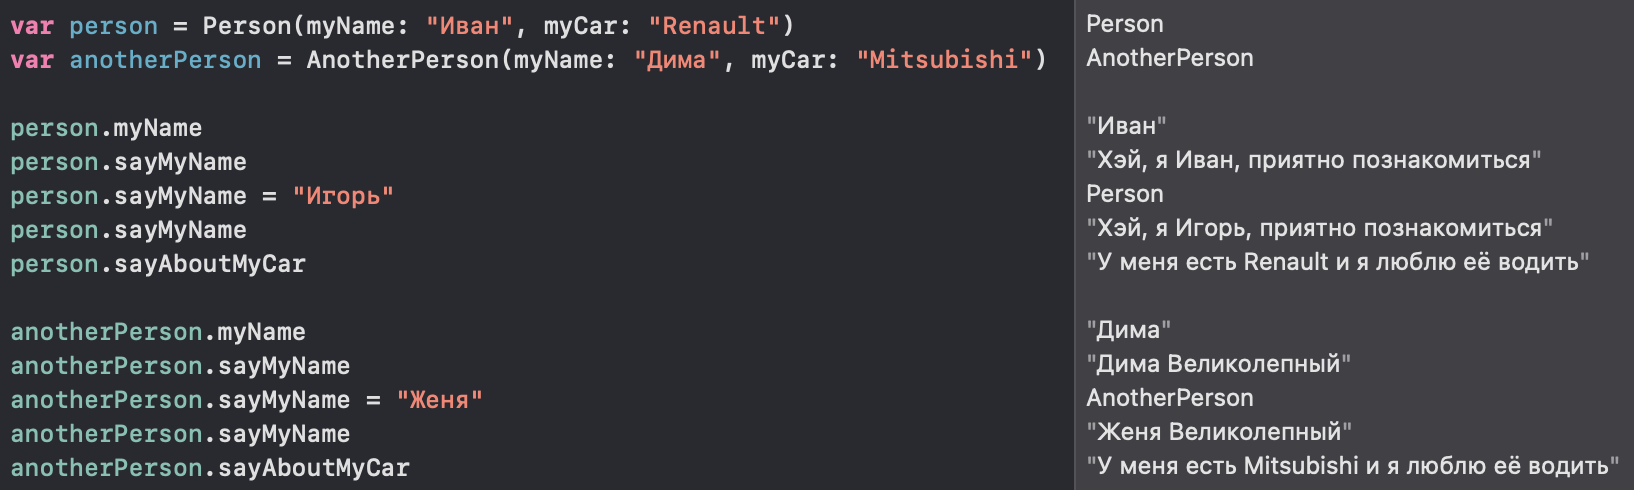 var person = Person(myName: "Иван", myCar: "Renault")
var anotherPerson = AnotherPerson(myName: "Дима", myCar: "Mitsubishi")
person.myName
person.sayMyName
person.sayMyName = "Игорь"
person.sayMyName
person.sayAboutMyCar
anotherPerson.myName
anotherPerson.sayMyName
anotherPerson.sayMyName = "Женя"
anotherPerson.sayMyName
anotherPerson.sayAboutMyCar
Person
AnotherPerson
"Иван"
"Хэй, я Иван, приятно познакомиться"
Person
"Хэй, я Игорь, приятно познакомиться"
"У меня есть Renault и я люблю её водить"
"Дима"
"Дима Великолепный"
AnotherPerson
"Женя Великолепный"
"У меня есть Mitsubishi и я люблю её водить"